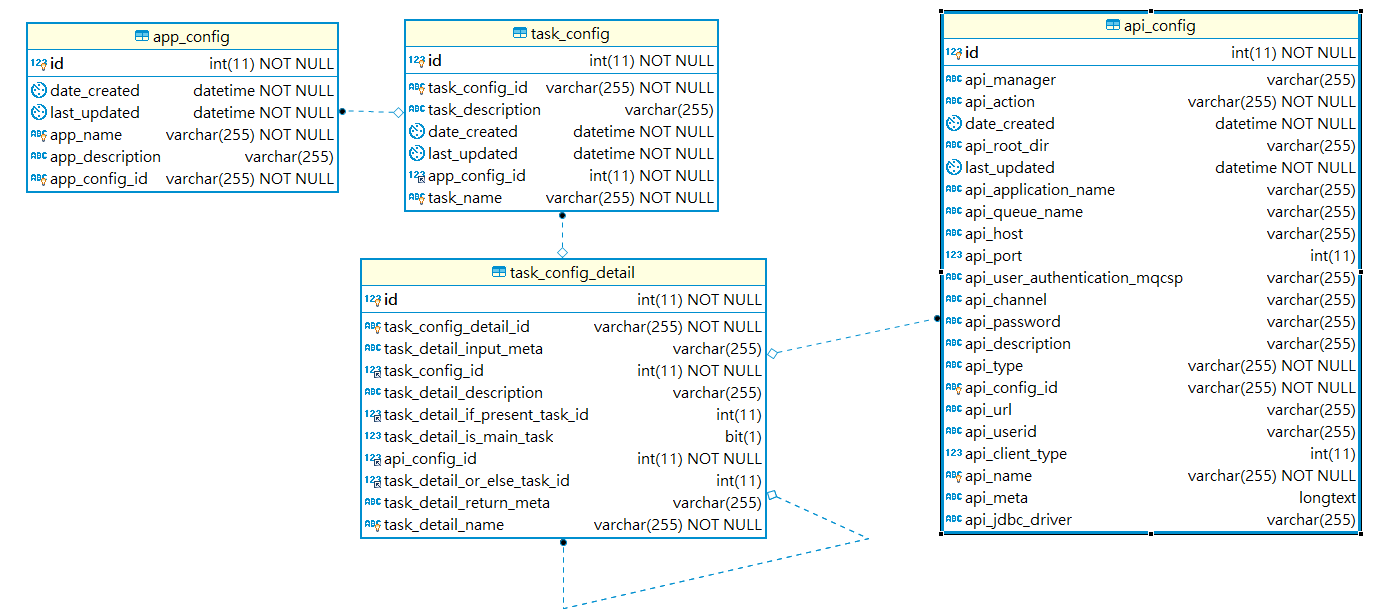 app_config
id int(11) NOT NULL
date_created datetime NOT NULL
last_updated datetime NOT NULL
app_name varchar(255) NOT NULL
app_description varchar(255)
app_config_id varchar(255) NOT NULL
task_config
id int(11) NOT NULL
task_config_id varchar(255) NOT NULL
task_description varchar(255)
date_created datetime NOT NULL
last_updated datetime NOT NULL
app_config_id int(11) NOT NULL
task_name varchar(255) NOT NULL
task_config_detail
id int(11) NOT NULL
task_config_detail_id varchar(255) NOT NULL
task_detail_input_meta varchar(255)
task_config_id int(11) NOT NULL
task_detail_description varchar(255)
task_detail_if_present_task_id int(11)
task_detail_is_main_task bit(1)
api_config_id int(11) NOT NULL
task_detail_or_else_task_id int(11)
task_detail_return_meta varchar(255)
task_detail_name varchar(255) NOT NULL
api_config
id int(11) NOT NULL
api_manager varchar(255)
api_action varchar(255) NOT NULL
date_created datetime NOT NULL
api_root_dir varchar(255)
last_updated datetime NOT NULL
api_application_name varchar(255)
api_queue_name varchar(255)
api_host varchar(255)
api_port int(11)
api_user_authentication_mqcsp varchar(255)
api_channel varchar(255)
api_password varchar(255)
api_description varchar(255)
api_type varchar(255) NOT NULL
api_config_id varchar(255) NOT NULL
api_url varchar(255)
api_userid varchar(255)
api_client_type int(11)
api_name varchar(255) NOT NULL
api_meta longtext
api_jdbc_driver varchar(255)